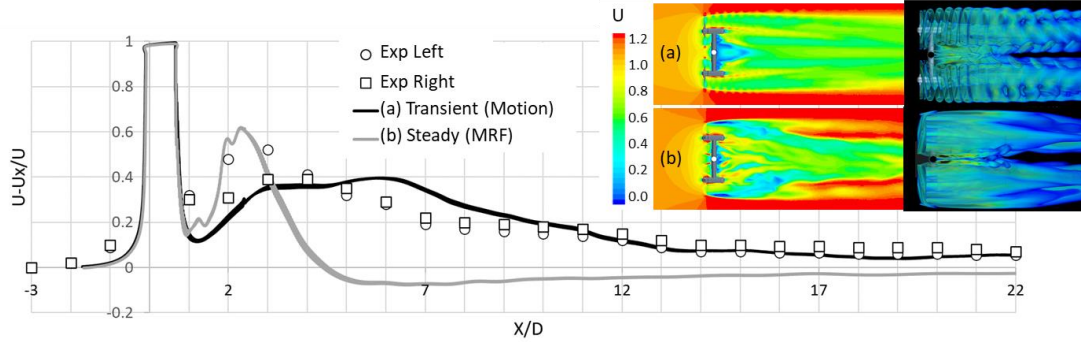 U
1.2
1.0
0.8
0.6
0.4
0.2
0.0
(a)
(b)
Exp Left
Exp Right
(a) Transient (Motion)
(b) Steady (MRF)
U-Ux/U
1
0.8
0.6
0.4
0.2
0
-0.2
-3
2
7
12
17
22
X/D